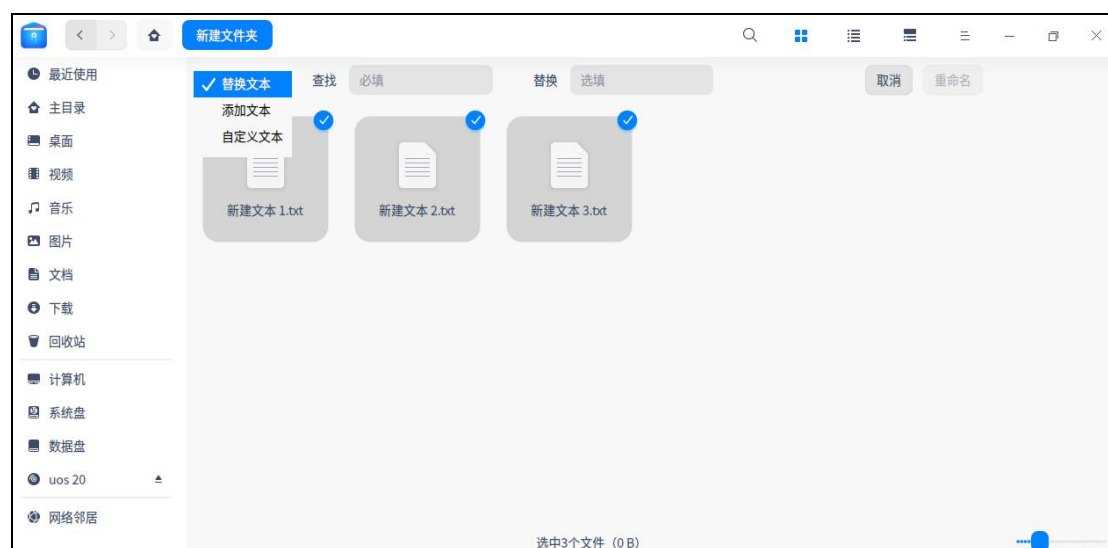 新建文件夹
最近使用
主目录
桌面
视频
音乐
图片
文档
下载
回收站
计算机
系统盘
数据盘
uos 20
网络邻居
替换文本
添加文本
自定义文本
查找 必填 替换 选填 取消 重命名
新建文本 1.txt 新建文本 2.txt 新建文本 3.txt
选中3个文件（0 B）